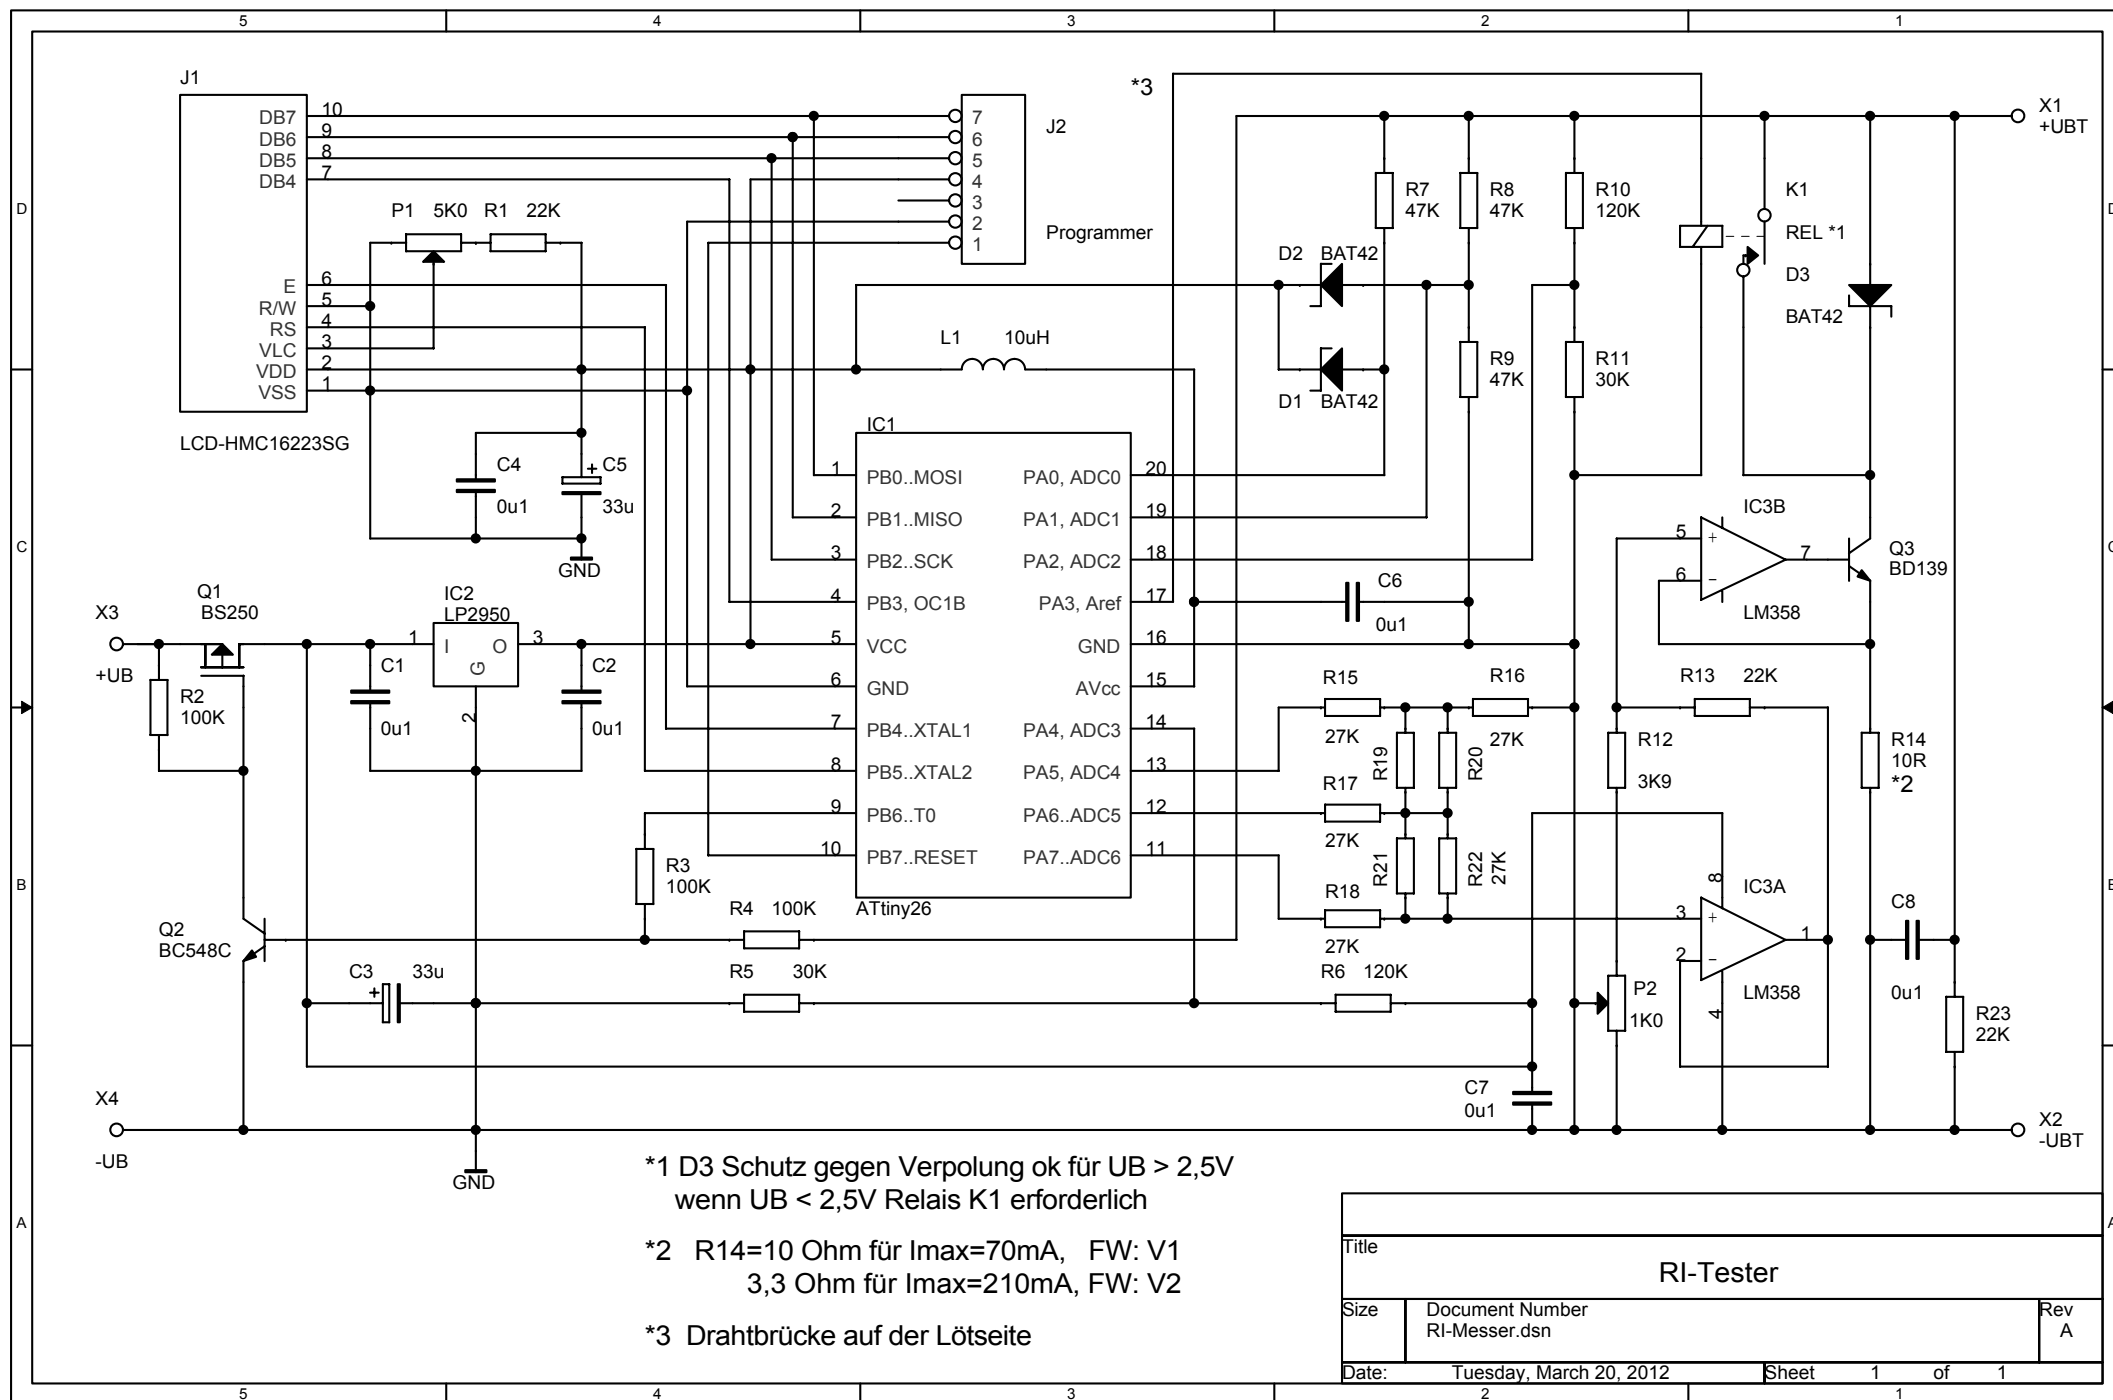 5 4 3 2 1
D
C
B
A
J1
DB7 10
DB6 9
DB5 8
DB4 7
P1 5K0 R1 22K
E 6
R/W 5
RS 4
VLC 3
VDD 2
VSS 1
LCD-HMC16223SG
7
6
5
4
3
2
1
J2
Programmer
*3
X1
+UBT
R7
47K
R8
47K
R10
120K
K1
REL *1
D3
BAT42
D2 BAT42
D1 BAT42
R9
47K
R11
30K
L1 10uH
C4
0u1
+ C5
33u
GND
IC1
1 PB0..MOSI PA0, ADC0 20
2 PB1..MISO PA1, ADC1 19
3 PB2..SCK PA2, ADC2 18
4 PB3, OC1B PA3, Aref 17
5 VCC GND 16
6 GND AVcc 15
7 PB4..XTAL1 PA4, ADC3 14
8 PB5..XTAL2 PA5, ADC4 13
9 PB6..T0 PA6..ADC5 12
10 PB7..RESET PA7..ADC6 11
ATtiny26
IC3B
5 +
6 −
7
LM358
Q3
BD139
C6
0u1
Q1
BS250
X3
+UB
R2
100K
IC2
LP2950
1 I O 3
G
2
C1
0u1
C2
0u1
R15
27K
R16
27K
R17
27K
R18
27K
R19
R20
R21
R22
27K
R13 22K
R12
3K9
R14
10R
*2
R3
100K
R4 100K
R5 30K
R6 120K
Q2
BC548C
C3 33u
+
IC3A
8
3 +
2 −
1
4
LM358
P2
1K0
C8
0u1
R23
22K
C7
0u1
X4
-UB
GND
X2
-UBT
*1 D3 Schutz gegen Verpolung ok für UB > 2,5V
wenn UB < 2,5V Relais K1 erforderlich
*2 R14=10 Ohm für Imax=70mA, FW: V1
3,3 Ohm für Imax=210mA, FW: V2
*3 Drahtbrücke auf der Lötseite
Title
RI-Tester
Size Document Number Rev
RI-Messer.dsn A
Date: Tuesday, March 20, 2012 Sheet 1 of 1
5 4 3 2 1